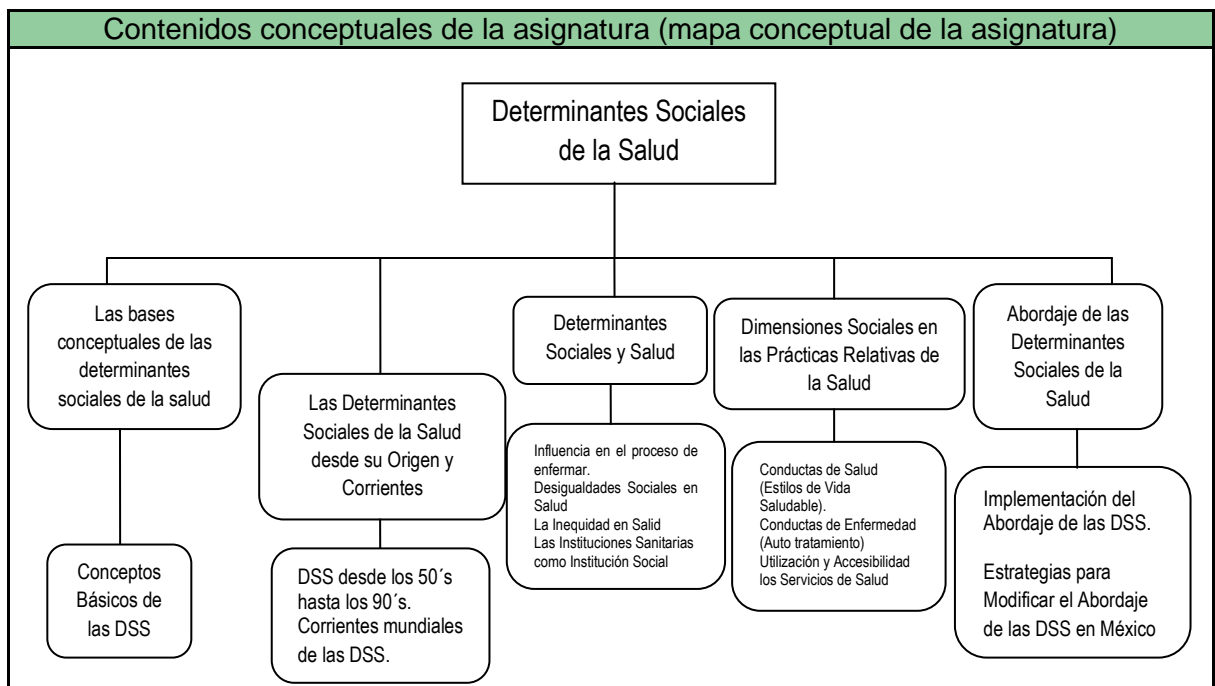 Contenidos conceptuales de la asignatura (mapa conceptual de la asignatura)
Determinantes Sociales
de la Salud
Las bases
conceptuales de las
determinantes
sociales de la salud
Conceptos
Básicos de
las DSS
Las Determinantes
Sociales de la Salud
desde su Origen y
Corrientes
DSS desde los 50´s
hasta los 90´s.
Corrientes mundiales
de las DSS.
Determinantes
Sociales y Salud
Influencia en el proceso de
enfermar.
Desigualdades Sociales en
Salud
La Inequidad en Salid
Las Instituciones Sanitarias
como Institución Social
Dimensiones Sociales en
las Prácticas Relativas de
la Salud
Conductas de Salud
(Estilos de Vida
Saludable).
Conductas de Enfermedad
(Auto tratamiento)
Utilización y Accesibilidad
los Servicios de Salud
Abordaje de las
Determinantes
Sociales de la
Salud
Implementación del
Abordaje de las DSS.
Estrategias para
Modificar el Abordaje
de las DSS en México